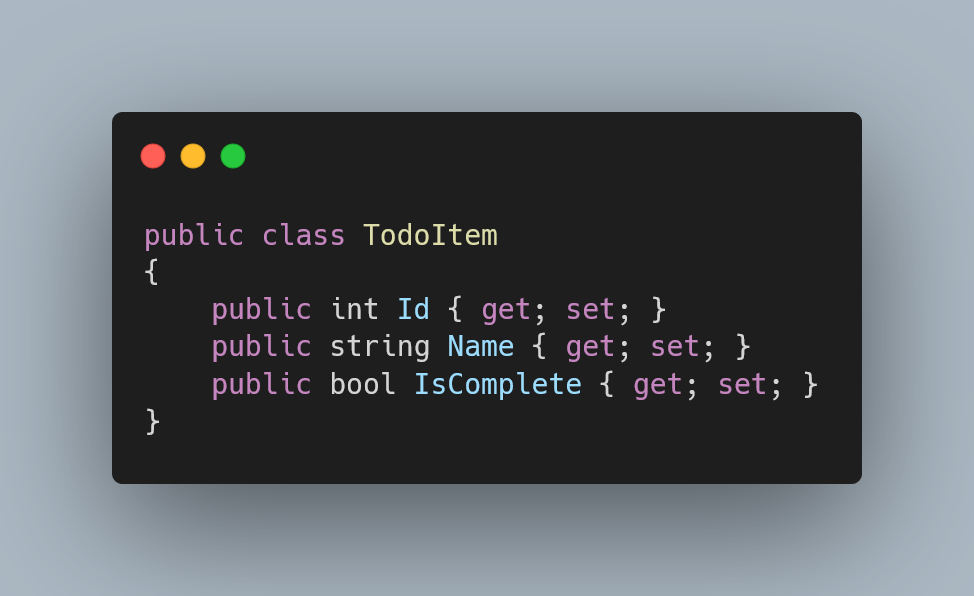 public class TodoItem
{
    public int Id { get; set; }
    public string Name { get; set; }
    public bool IsComplete { get; set; }
}